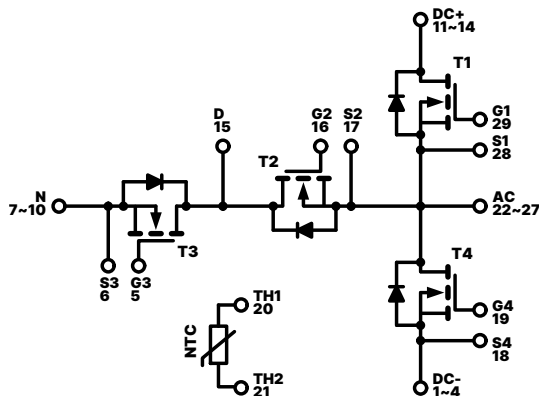 DC+
11~14
T1
G1
29
S1
28
D
15
G2
16
S2
17
T2
N
7~10
AC
22~27
T3
S3
6
G3
5
T4
G4
19
S4
18
NTC
TH1
20
TH2
21
DC-
1~4